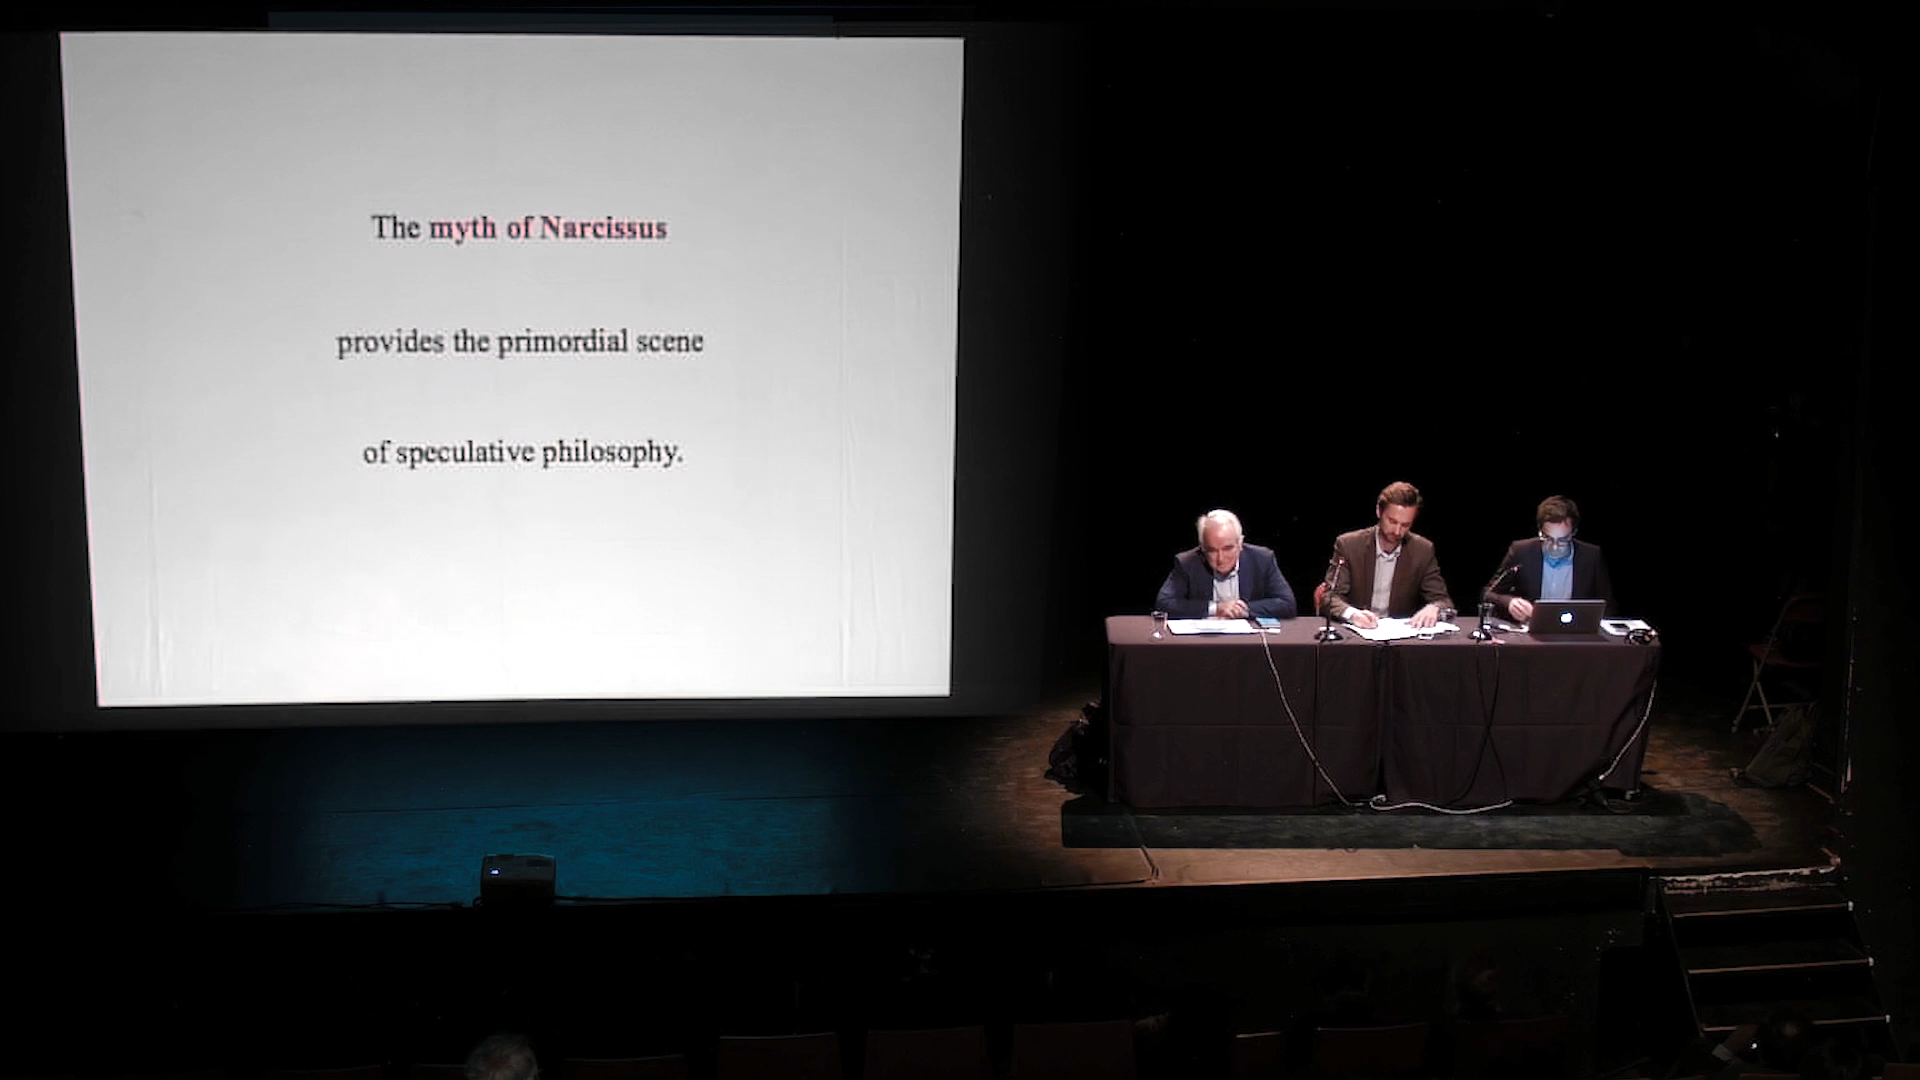 The myth of Narcissus
provides the primordial scene
of speculative philosophy.